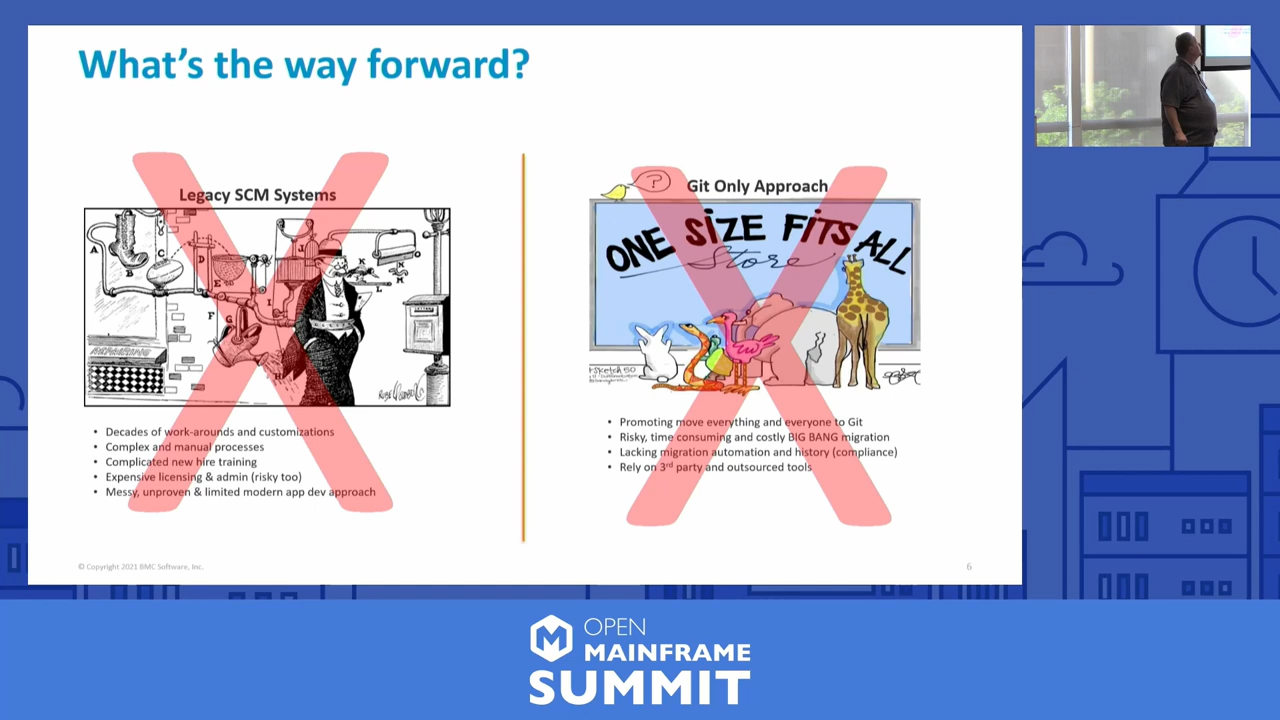 What's the way forward?
Legacy SCM Systems
A
B
C
D
E
F
G
I
J
K
K
L
M
• Decades of work-arounds and customizations
• Complex and manual processes
• Complicated new hire training
• Expensive licensing & admin (risky too)
• Messy, unproven & limited modern app dev approach
?
Git Only Approach
ONE SiZE FiTS ALL
Store
• Promoting move everything and everyone to Git
• Risky, time consuming and costly BIG BANG migration
• Lacking migration automation and history (compliance)
• Rely on 3rd party and outsourced tools
© Copyright 2021 BMC Software, Inc.
6
OPEN
MAINFRAME
SUMMIT